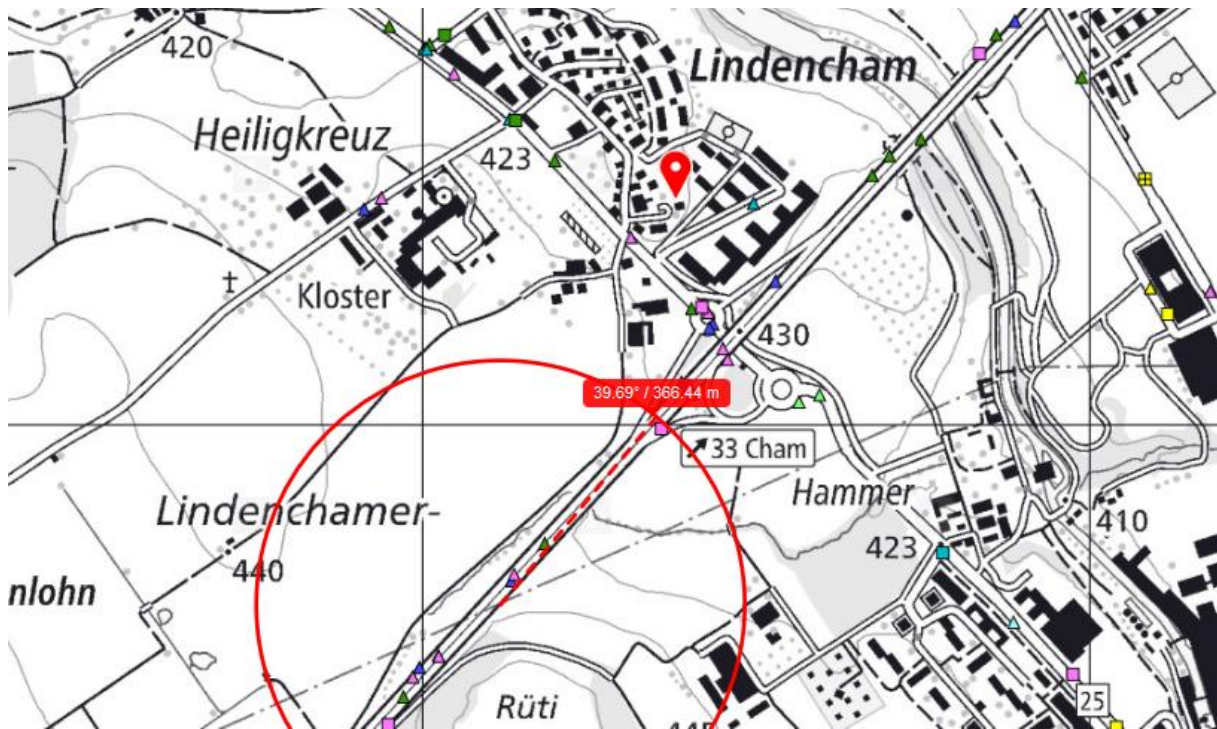 420
Lindencham
Heiligkreuz
423
Kloster
430
39.69° / 366.44 m
33 Cham
Lindenchamer-
Hammer
410
423
440
nlohn
Rüti
25